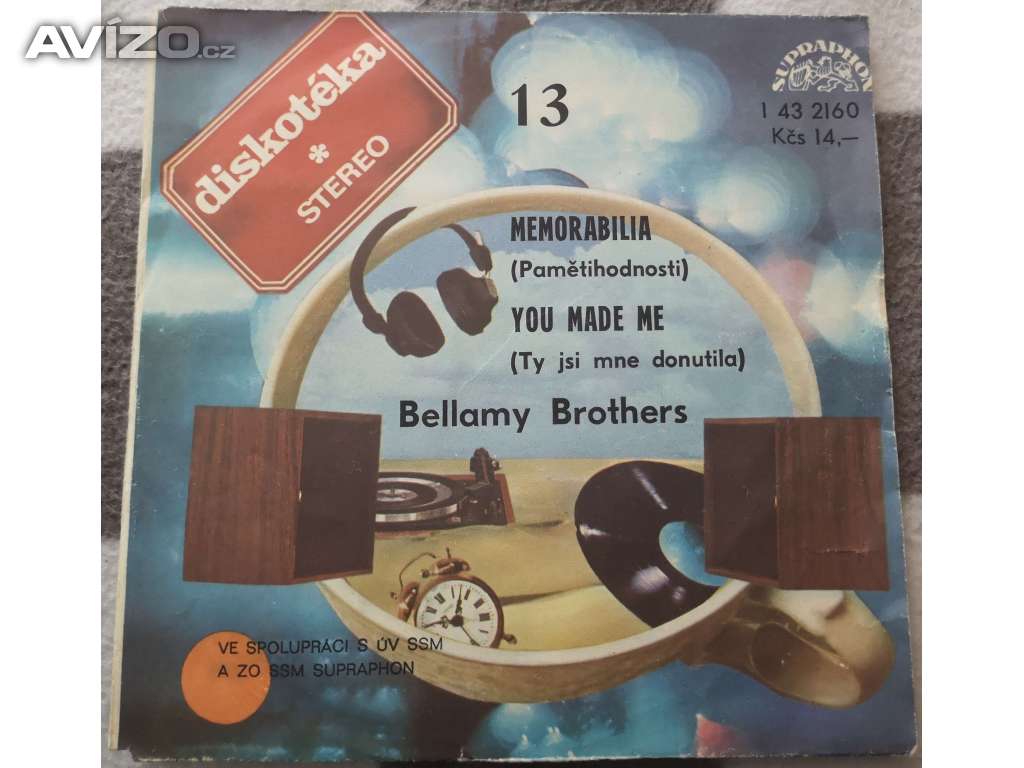 AVÍZO.cz
diskotéka
*
STEREO
13
SUPRAPHON
1 43 2160
Kčs 14,—
MEMORABILIA
(Pamětihodnosti)
YOU MADE ME
(Ty jsi mne donutila)
Bellamy Brothers
VE SPOLUPRÁCI S ÚV SSM
A ZO SSM SUPRAPHON